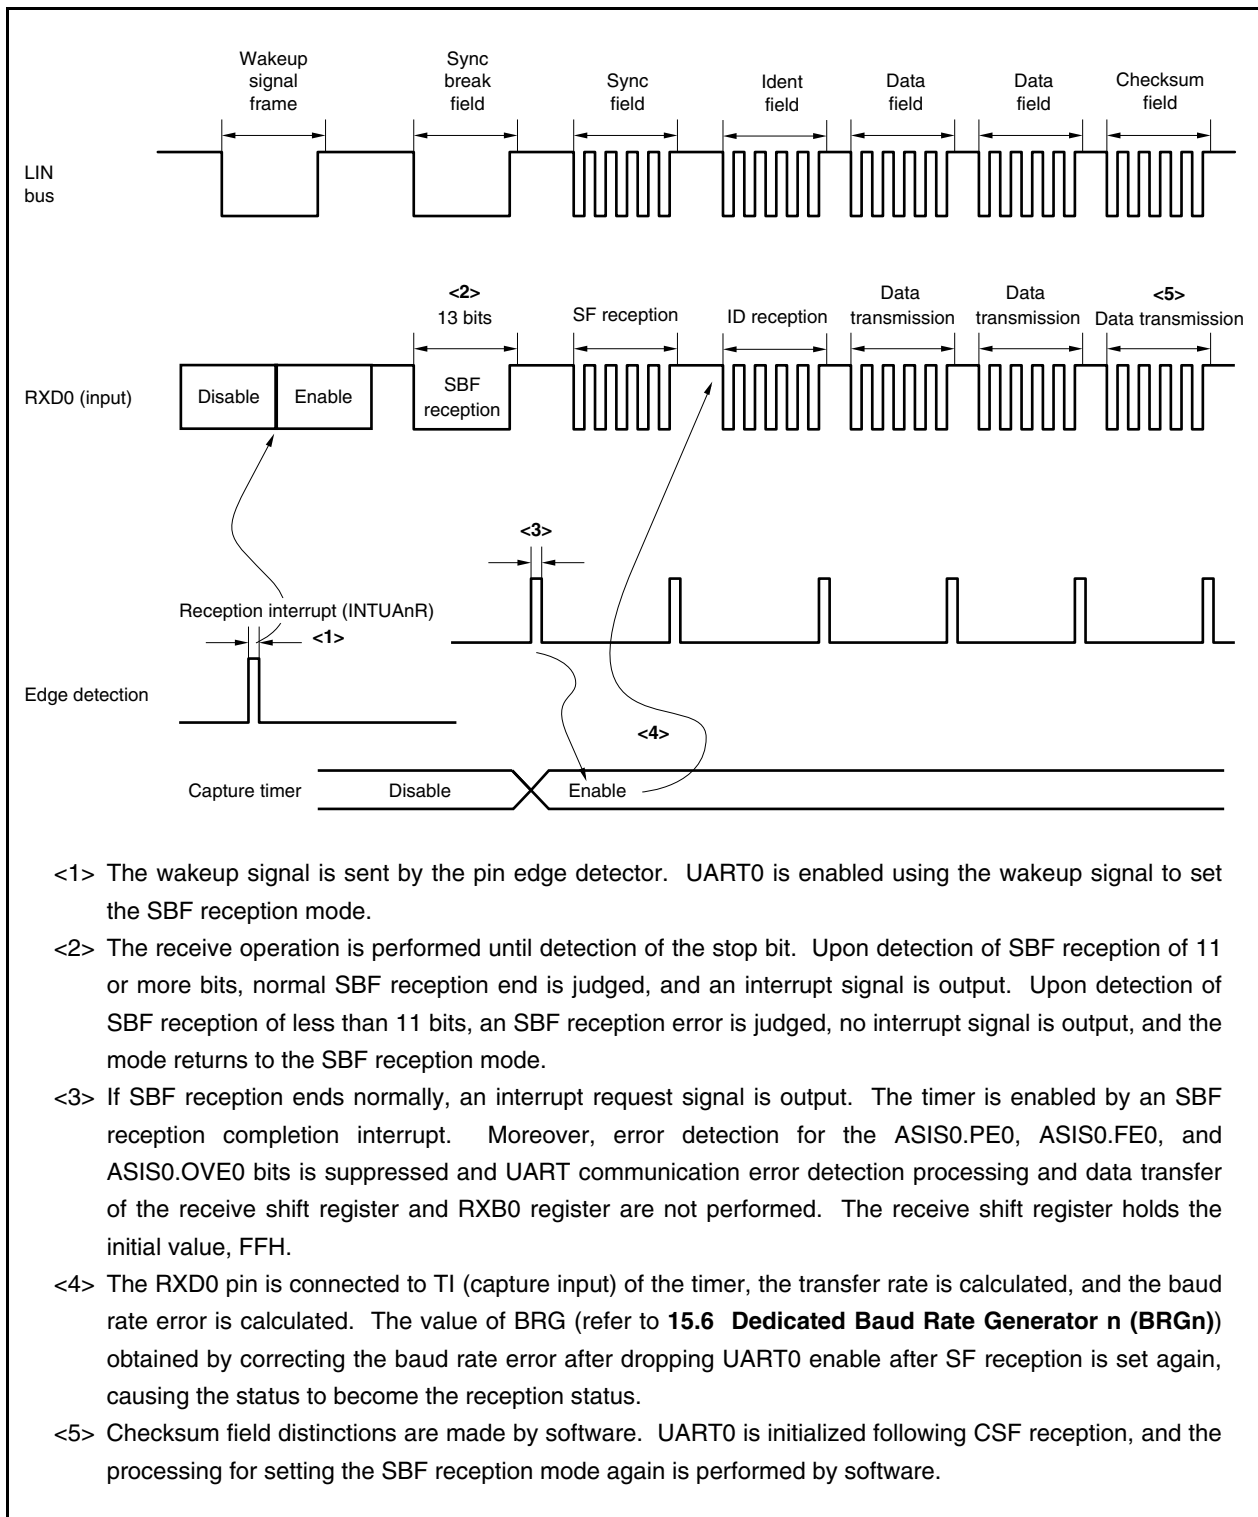 Wakeup
signal
frame
Sync
break
field
Sync
field
Ident
field
Data
field
Data
field
Checksum
field
LIN
bus
<2>
13 bits
SF reception
ID reception
Data
transmission
Data
transmission
<5>
Data transmission
RXD0 (input)
Disable
Enable
SBF
reception
<3>
Reception interrupt (INTUAnR)
<1>
Edge detection
<4>
Capture timer
Disable
Enable
<1> The wakeup signal is sent by the pin edge detector. UART0 is enabled using the wakeup signal to set
the SBF reception mode.
<2> The receive operation is performed until detection of the stop bit. Upon detection of SBF reception of 11
or more bits, normal SBF reception end is judged, and an interrupt signal is output. Upon detection of
SBF reception of less than 11 bits, an SBF reception error is judged, no interrupt signal is output, and the
mode returns to the SBF reception mode.
<3> If SBF reception ends normally, an interrupt request signal is output. The timer is enabled by an SBF
reception completion interrupt. Moreover, error detection for the ASIS0.PE0, ASIS0.FE0, and
ASIS0.OVE0 bits is suppressed and UART communication error detection processing and data transfer
of the receive shift register and RXB0 register are not performed. The receive shift register holds the
initial value, FFH.
<4> The RXD0 pin is connected to TI (capture input) of the timer, the transfer rate is calculated, and the baud
rate error is calculated. The value of BRG (refer to 15.6 Dedicated Baud Rate Generator n (BRGn))
obtained by correcting the baud rate error after dropping UART0 enable after SF reception is set again,
causing the status to become the reception status.
<5> Checksum field distinctions are made by software. UART0 is initialized following CSF reception, and the
processing for setting the SBF reception mode again is performed by software.